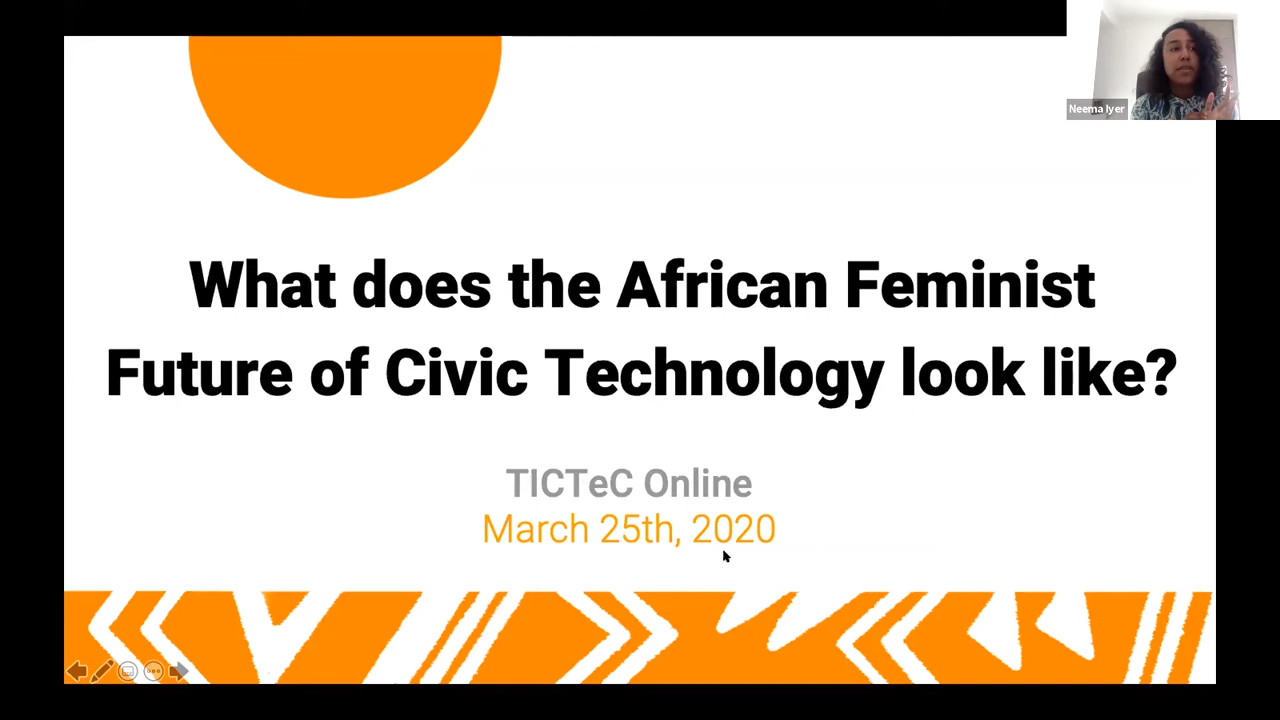 Neema Iyer
What does the African Feminist
Future of Civic Technology look like?
TICTeC Online
March 25th, 2020